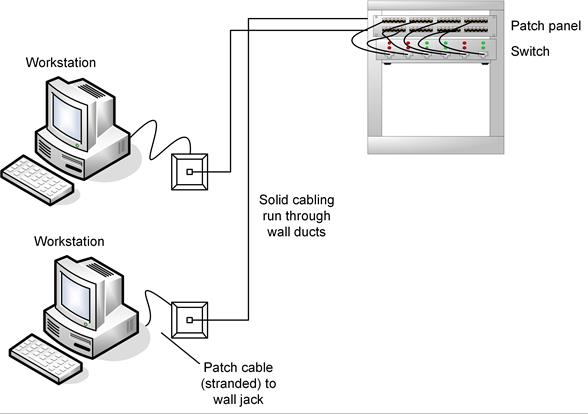 Patch panel
Switch
Workstation
Solid cabling
run through
wall ducts
Workstation
Patch cable
(stranded) to
wall jack